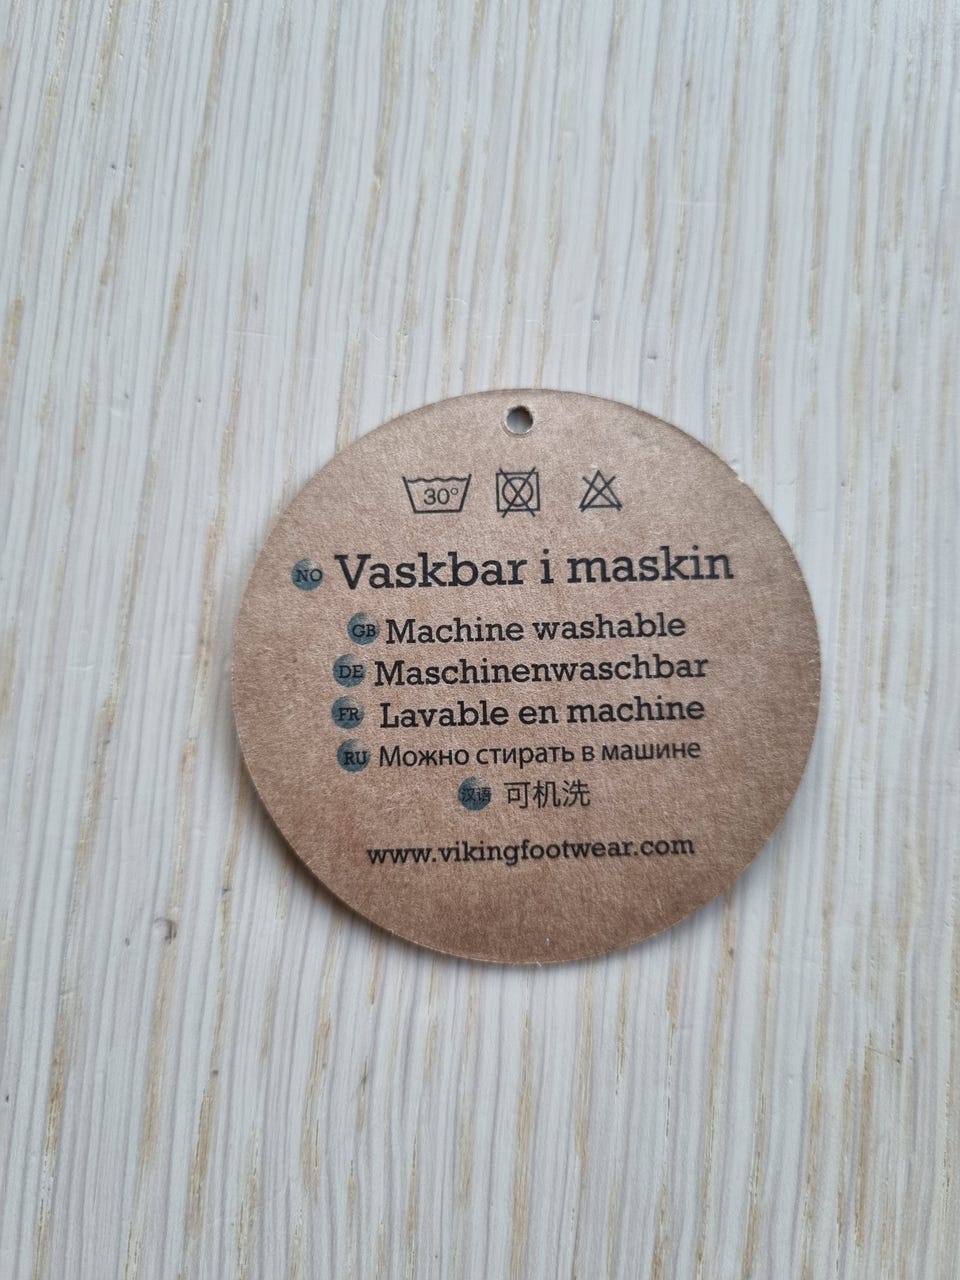 30°
NO Vaskbar i maskin
GB Machine washable
DE Maschinenwaschbar
FR Lavable en machine
RU Можно стирать в машине
汉语 可机洗
www.vikingfootwear.com